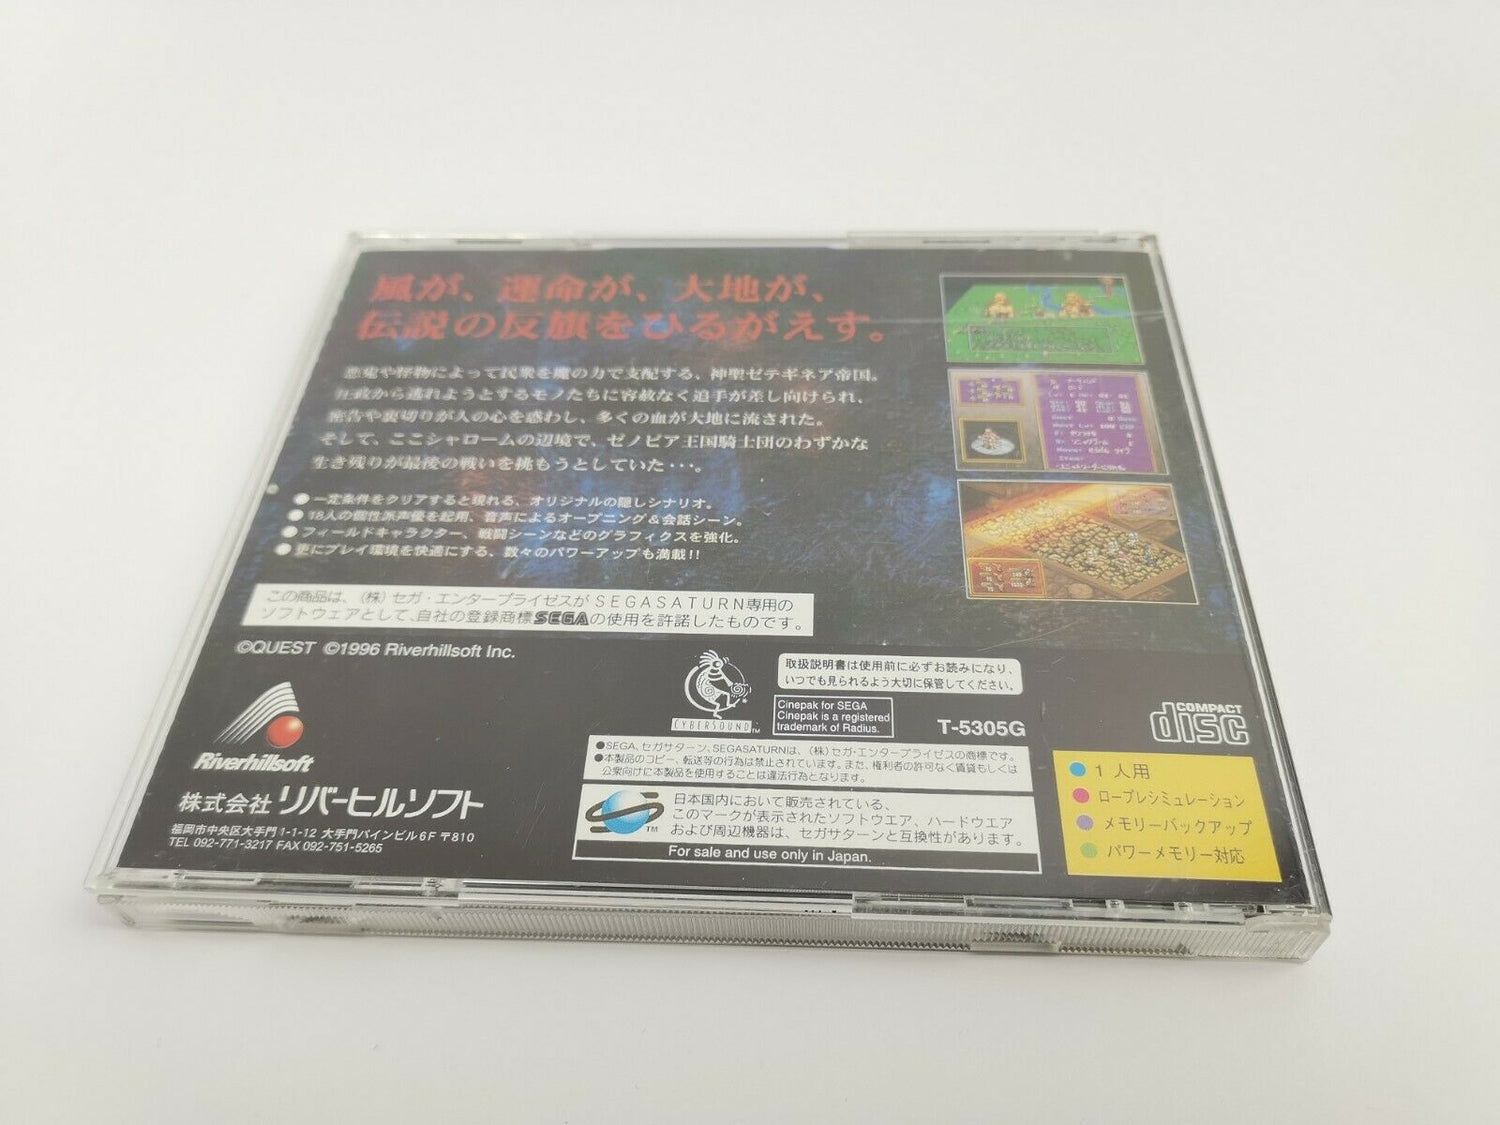 風が、運命が、大地が、
伝説の反旗をひるがえす。
悪鬼や怪物によって民衆を魔の力で支配する、神聖ゼテギネア帝国。
圧政から逃れようとするモノたちに容赦なく追手が差し向けられ、
密告や裏切りが人の心を惑わし、多くの血が大地に流された。
そして、ここシャロームの辺境で、ゼノビア王国騎士団のわずかな
生き残りが最後の戦いを挑もうとしていた・・・。
●一定条件をクリアすると現れる、オリジナルの隠しシナリオ。
●18人の個性派声優を起用、音声によるオープニング＆会話シーン。
●フィールドキャラクター、戦闘シーンなどのグラフィクスを強化。
●更にプレイ環境を快適にする、数々のパワーアップも満載!!
この商品は、(株)セガ・エンタープライゼスがSEGASATURN専用の
ソフトウェアとして、自社の登録商標SEGAの使用を許諾したものです。
©QUEST ©1996 Riverhillsoft Inc.
Riverhillsoft
株式会社リバーヒルソフト
福岡市中央区大手門1-1-12 大手門パインビル6F 〒810
TEL 092-771-3217 FAX 092-751-5265
CYBERSOUND™
取扱説明書は使用前に必ずお読みになり、
いつでも見られるよう大切に保管してください。
Cinepak for SEGA
Cinepak is a registered
trademark of Radius.
T-5305G
COMPACT
disc
●SEGA、セガサターン、SEGASATURNは、(株)セガ・エンタープライゼスの商標です。
●本製品のコピー、転送等の行為は禁止されています。また、権利者の許可なく賃貸もしくは
公衆向けに本製品を使用することは違法行為となります。
TM
日本国内において販売されている、
このマークが表示されたソフトウエア、ハードウエア
および周辺機器は、セガサターンと互換性があります。
For sale and use only in Japan.
1人用
ロープレシミュレーション
メモリーバックアップ
パワーメモリー対応